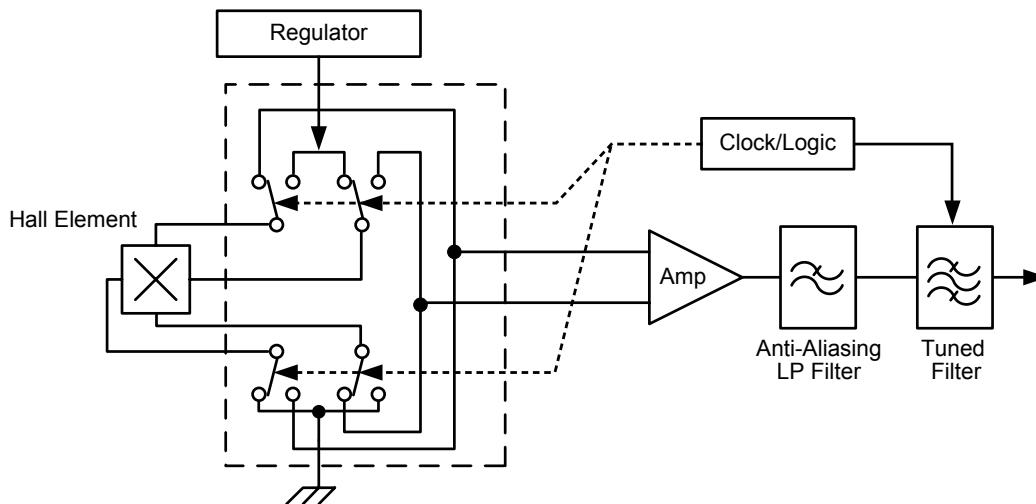 Regulator
Clock/Logic
Hall Element
Amp
Anti-Aliasing
LP Filter
Tuned
Filter